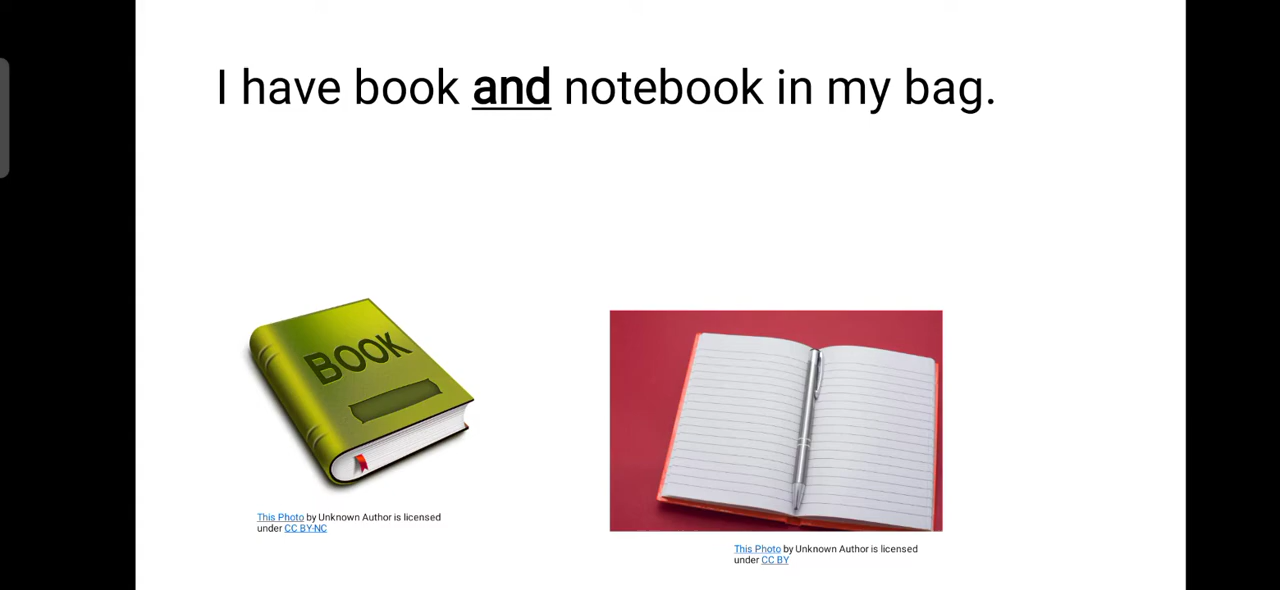 I have book and notebook in my bag.
BOOK
This Photo by Unknown Author is licensed
under CC BY-NC
This Photo by Unknown Author is licensed
under CC BY